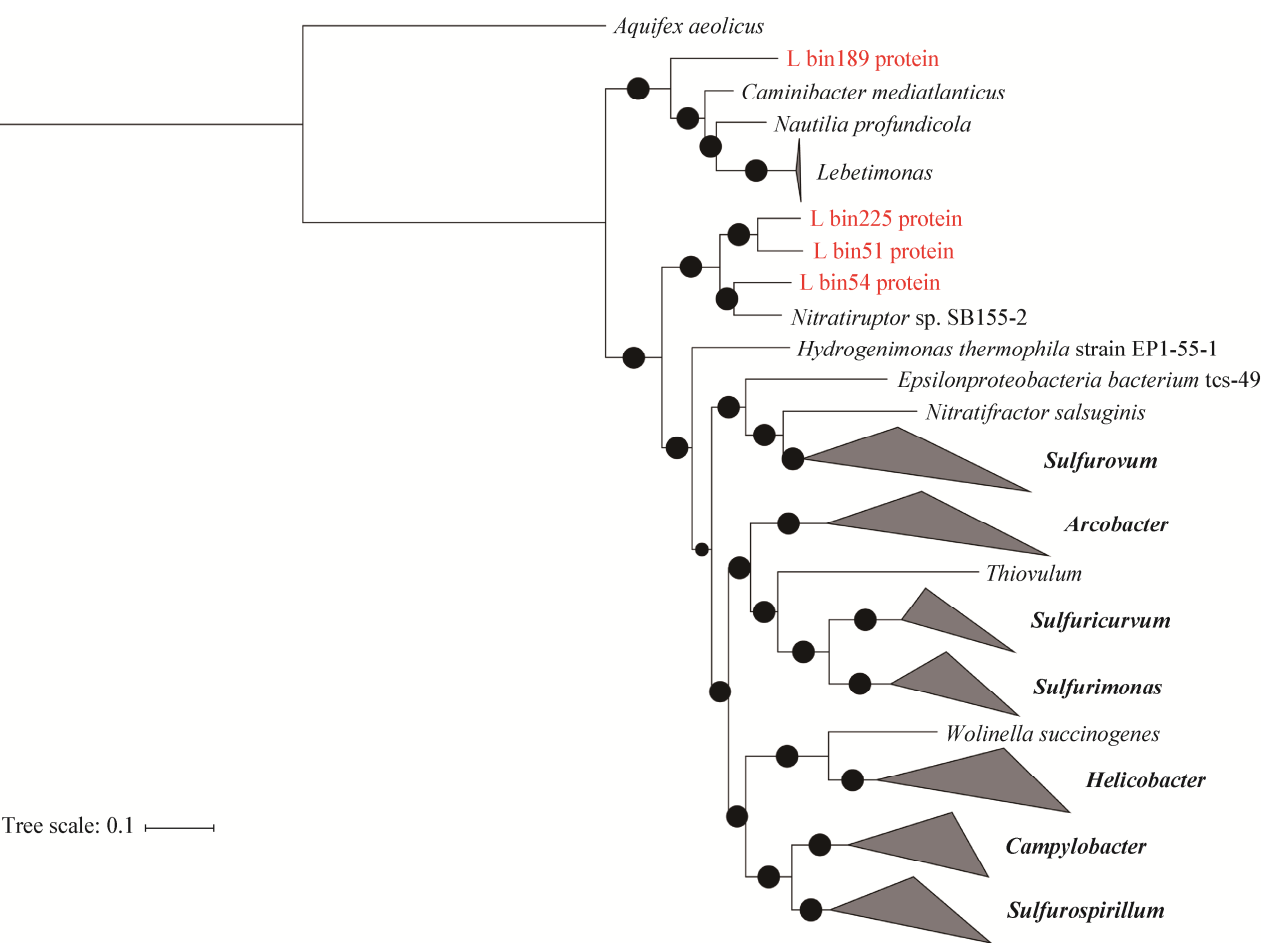 Aquifex aeolicus
L bin189 protein
Caminibacter mediatlanticus
Nautilia profundicola
Lebetimonas
L bin225 protein
L bin51 protein
L bin54 protein
Nitratiruptor sp. SB155-2
Hydrogenimonas thermophila strain EP1-55-1
Epsilonproteobacteria bacterium tcs-49
Nitratifractor salsuginis
Sulfurovum
Arcobacter
Thiovulum
Sulfuricurvum
Sulfurimonas
Wolinella succinogenes
Helicobacter
Tree scale: 0.1
Campylobacter
Sulfurospirillum